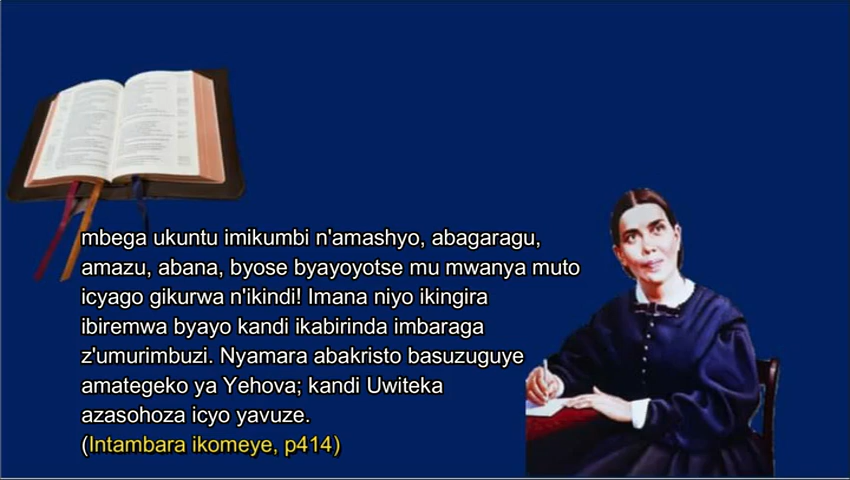 mbega ukuntu imikumbi n'amashyo, abagaragu,
amazu, abana, byose byayoyotse mu mwanya muto
icyago gikurwa n'ikindi! Imana niyo ikingira
ibiremwa byayo kandi ikabirinda imbaraga
z'umurimbuzi. Nyamara abakristo basuzuguye
amategeko ya Yehova; kandi Uwiteka
azasohoza icyo yavuze.
(Intambara ikomeye, p414)